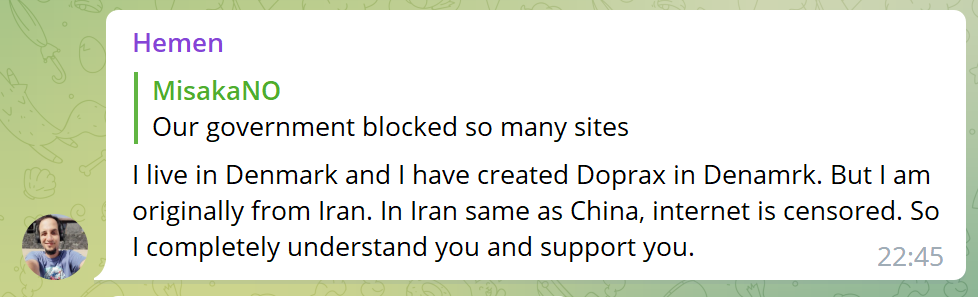 Hemen
MisakaNO
Our government blocked so many sites
I live in Denmark and I have created Doprax in Denamrk. But I am
originally from Iran. In Iran same as China, internet is censored. So
I completely understand you and support you.
22:45